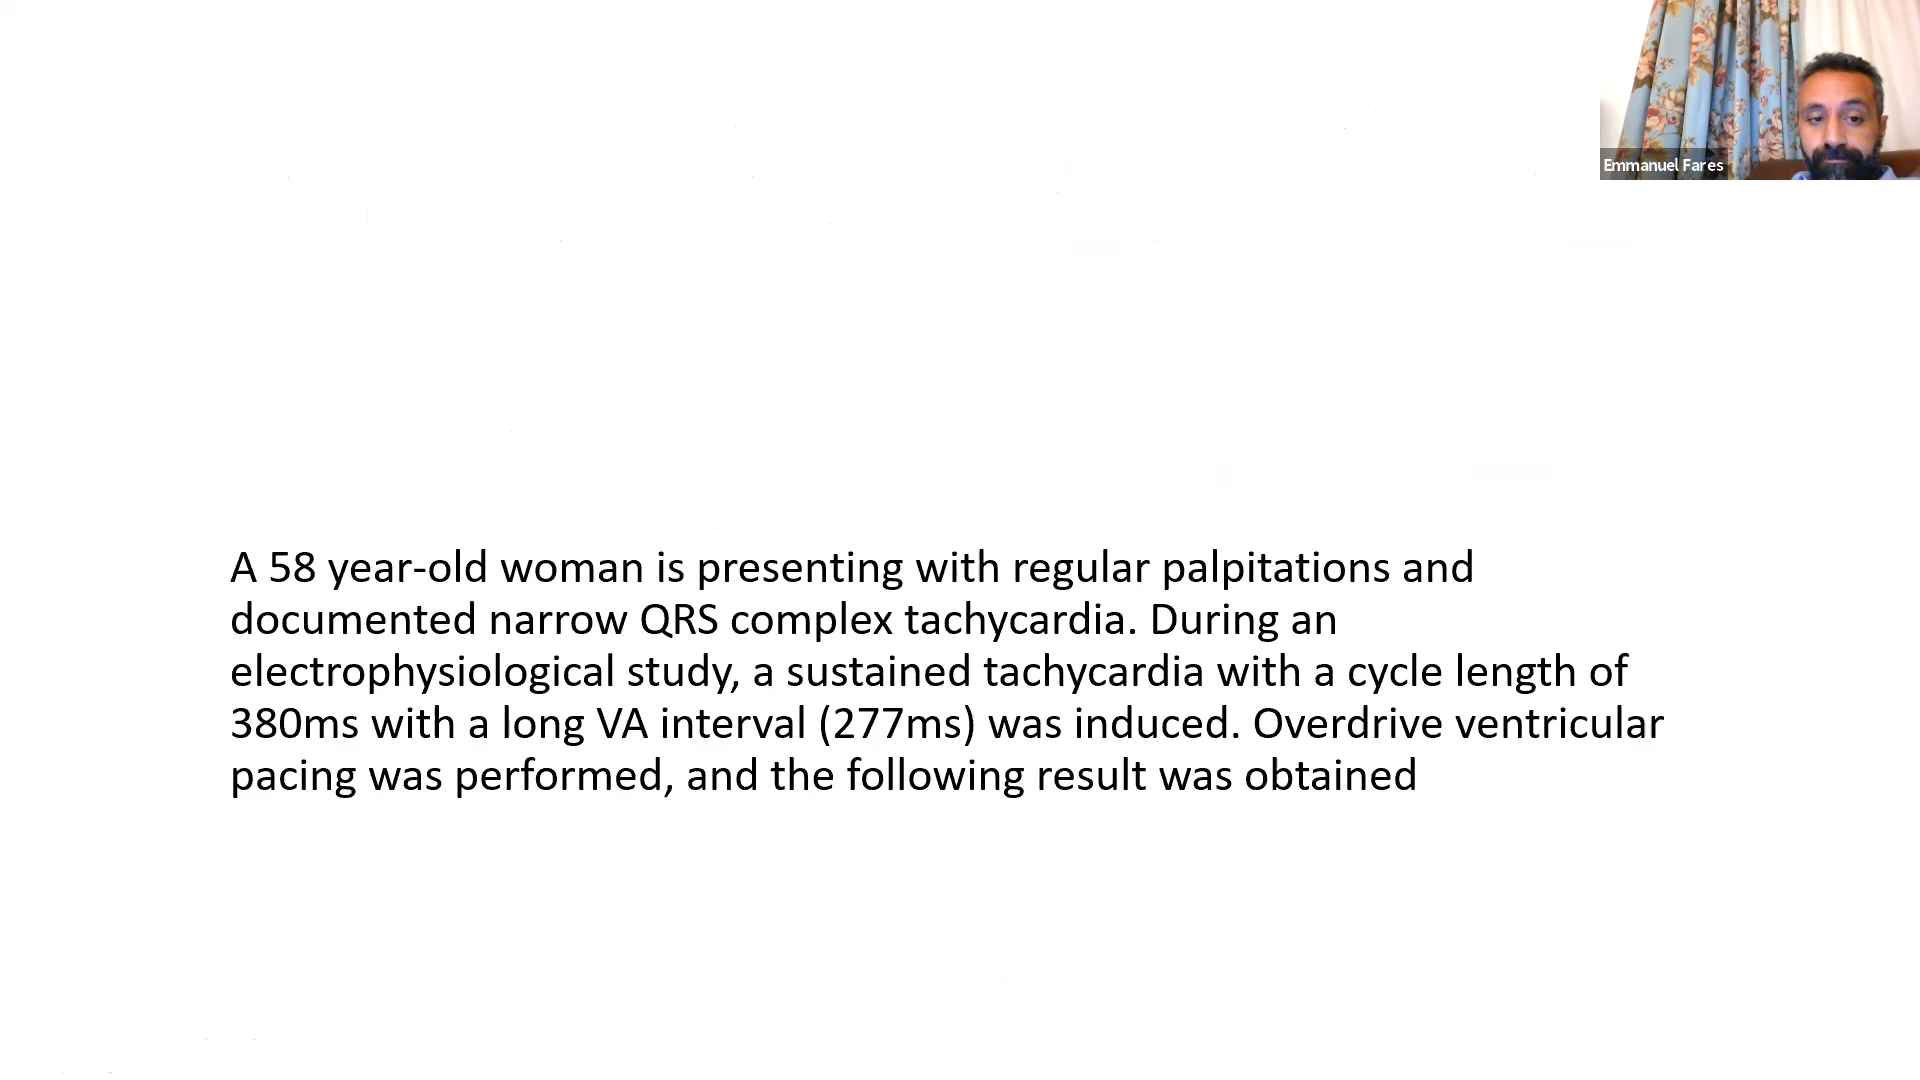 Emmanuel Fares
A 58 year-old woman is presenting with regular palpitations and
documented narrow QRS complex tachycardia. During an
electrophysiological study, a sustained tachycardia with a cycle length of
380ms with a long VA interval (277ms) was induced. Overdrive ventricular
pacing was performed, and the following result was obtained